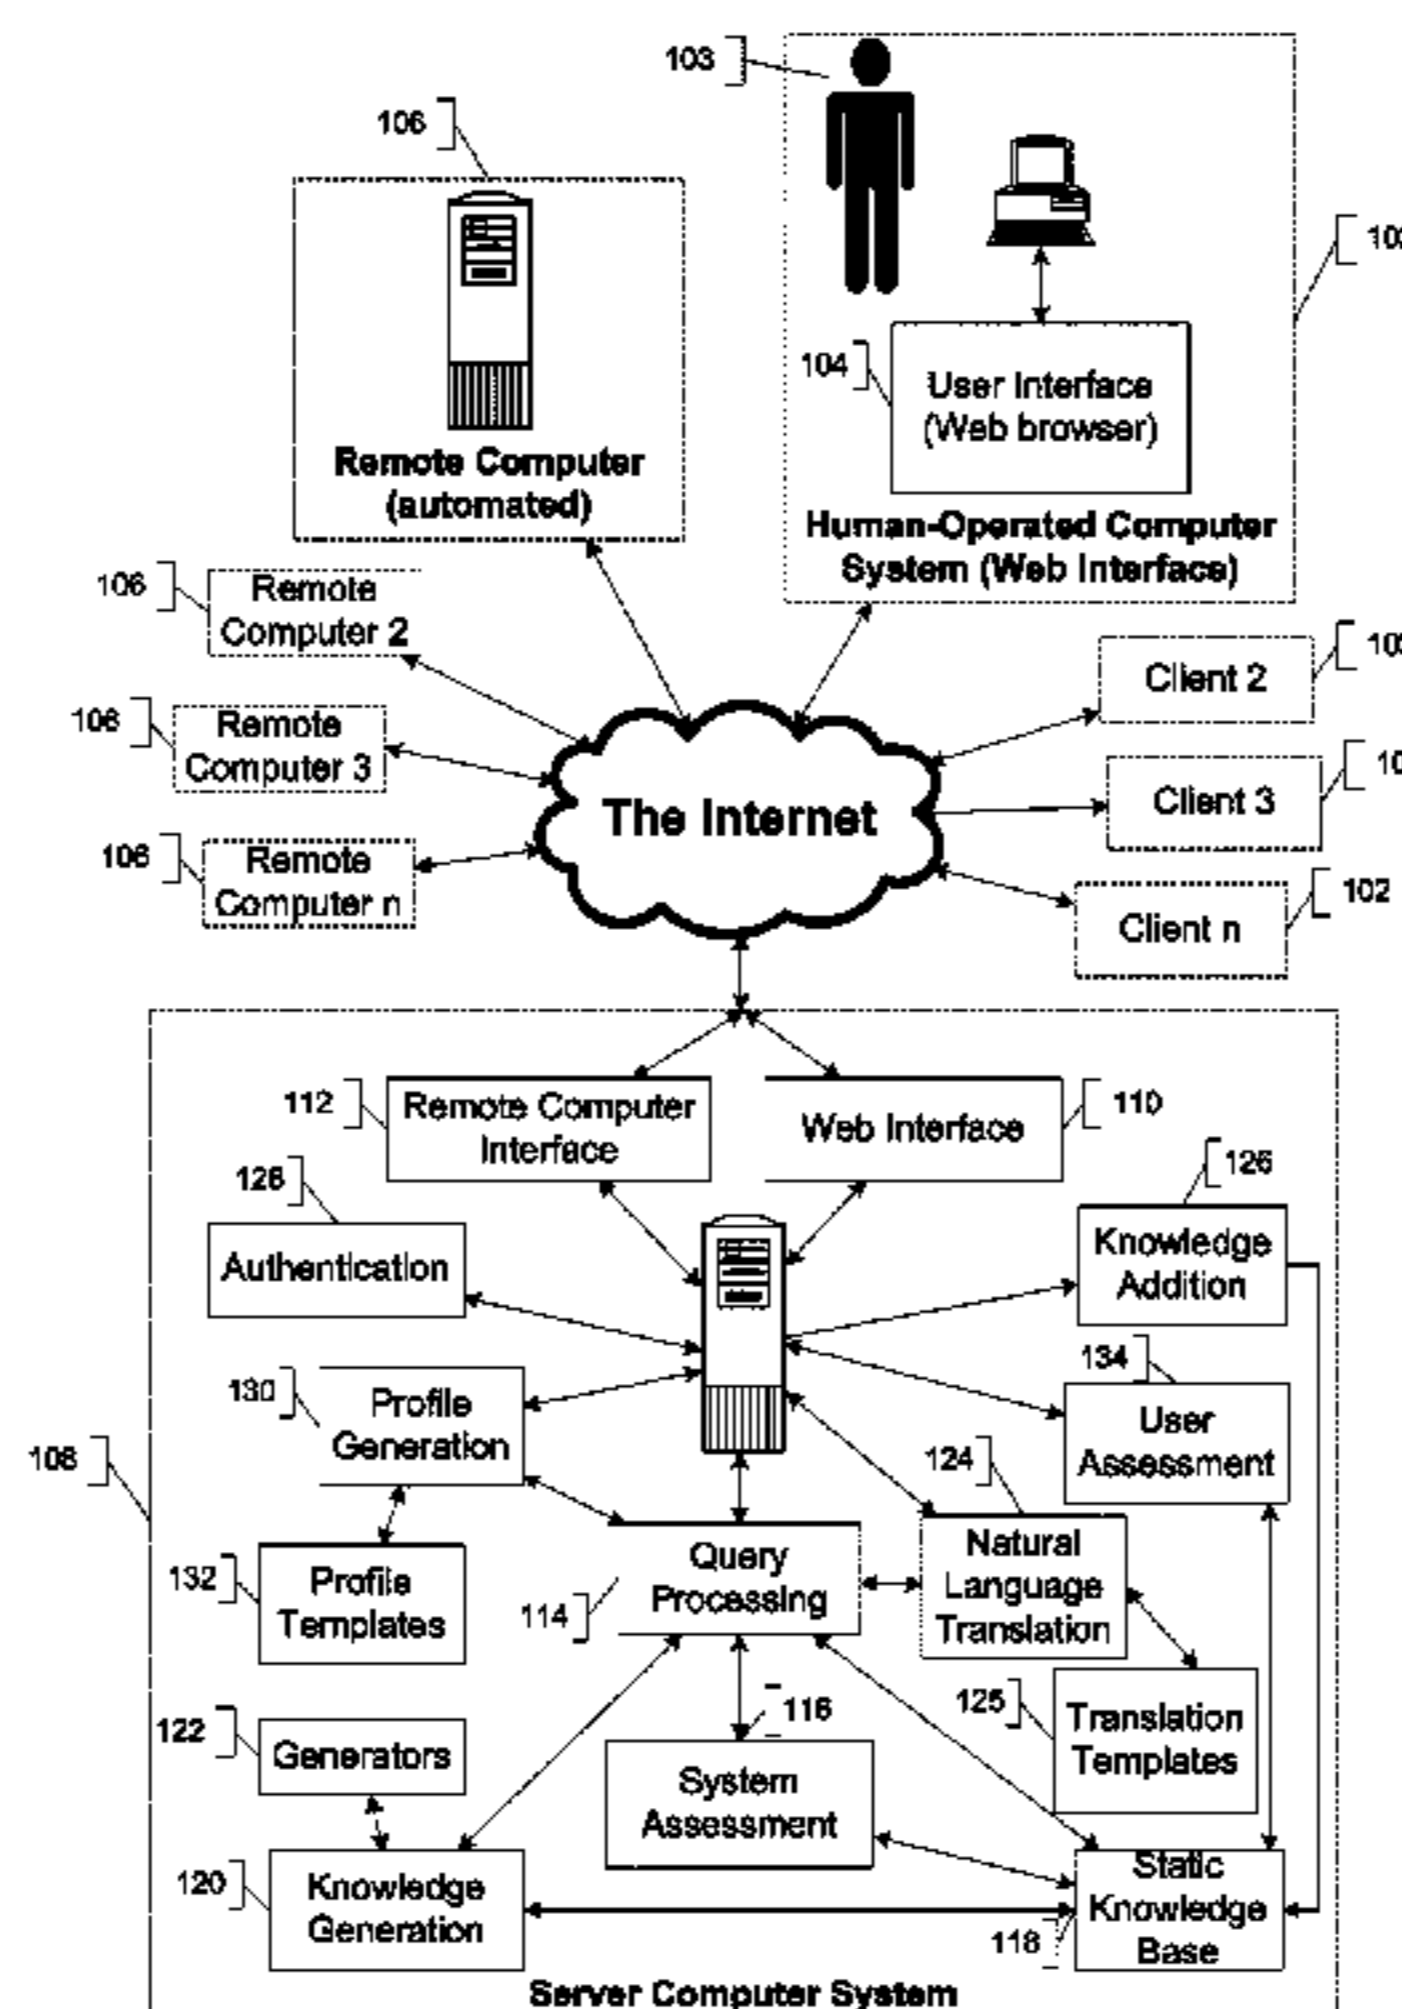 103
106
104
User Interface
(Web browser)
Remote Computer
(automated)
Human-Operated Computer
System (Web Interface)
106
Remote
Computer 2
Client 2
106
Remote
Computer 3
The Internet
Client 3
106
Remote
Computer n
102
Client n
112
Remote Computer
Interface
Web Interface
110
128
Authentication
126
Knowledge
Addition
130
Profile
Generation
134
User
Assessment
108
124
Natural
Language
Translation
132
Profile
Templates
114
Query
Processing
125
Translation
Templates
122
Generators
116
System
Assessment
120
Knowledge
Generation
118
Static
Knowledge
Base
Server Computer System